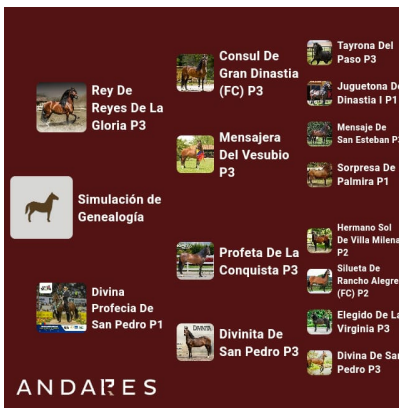 Rey De
Reyes De La
Gloria P3
Simulación de
Genealogía
Divina
Profecia De
San Pedro P1
Consul De
Gran Dinastia
(FC) P3
Mensajera
Del Vesubio
P3
Profeta De La
Conquista P3
Divinita De
San Pedro P3
Tayrona Del
Paso P3
Juguetona De
Dinastia I P1
Mensaje De
San Esteban P
Sorpresa De
Palmira P1
Hermano Sol
De Villa Milena
P2
Silueta De
Rancho Alegre
(FC) P2
Elegido De La
Virginia P3
Divina De San
Pedro P3
DIVINITA
ANDARES